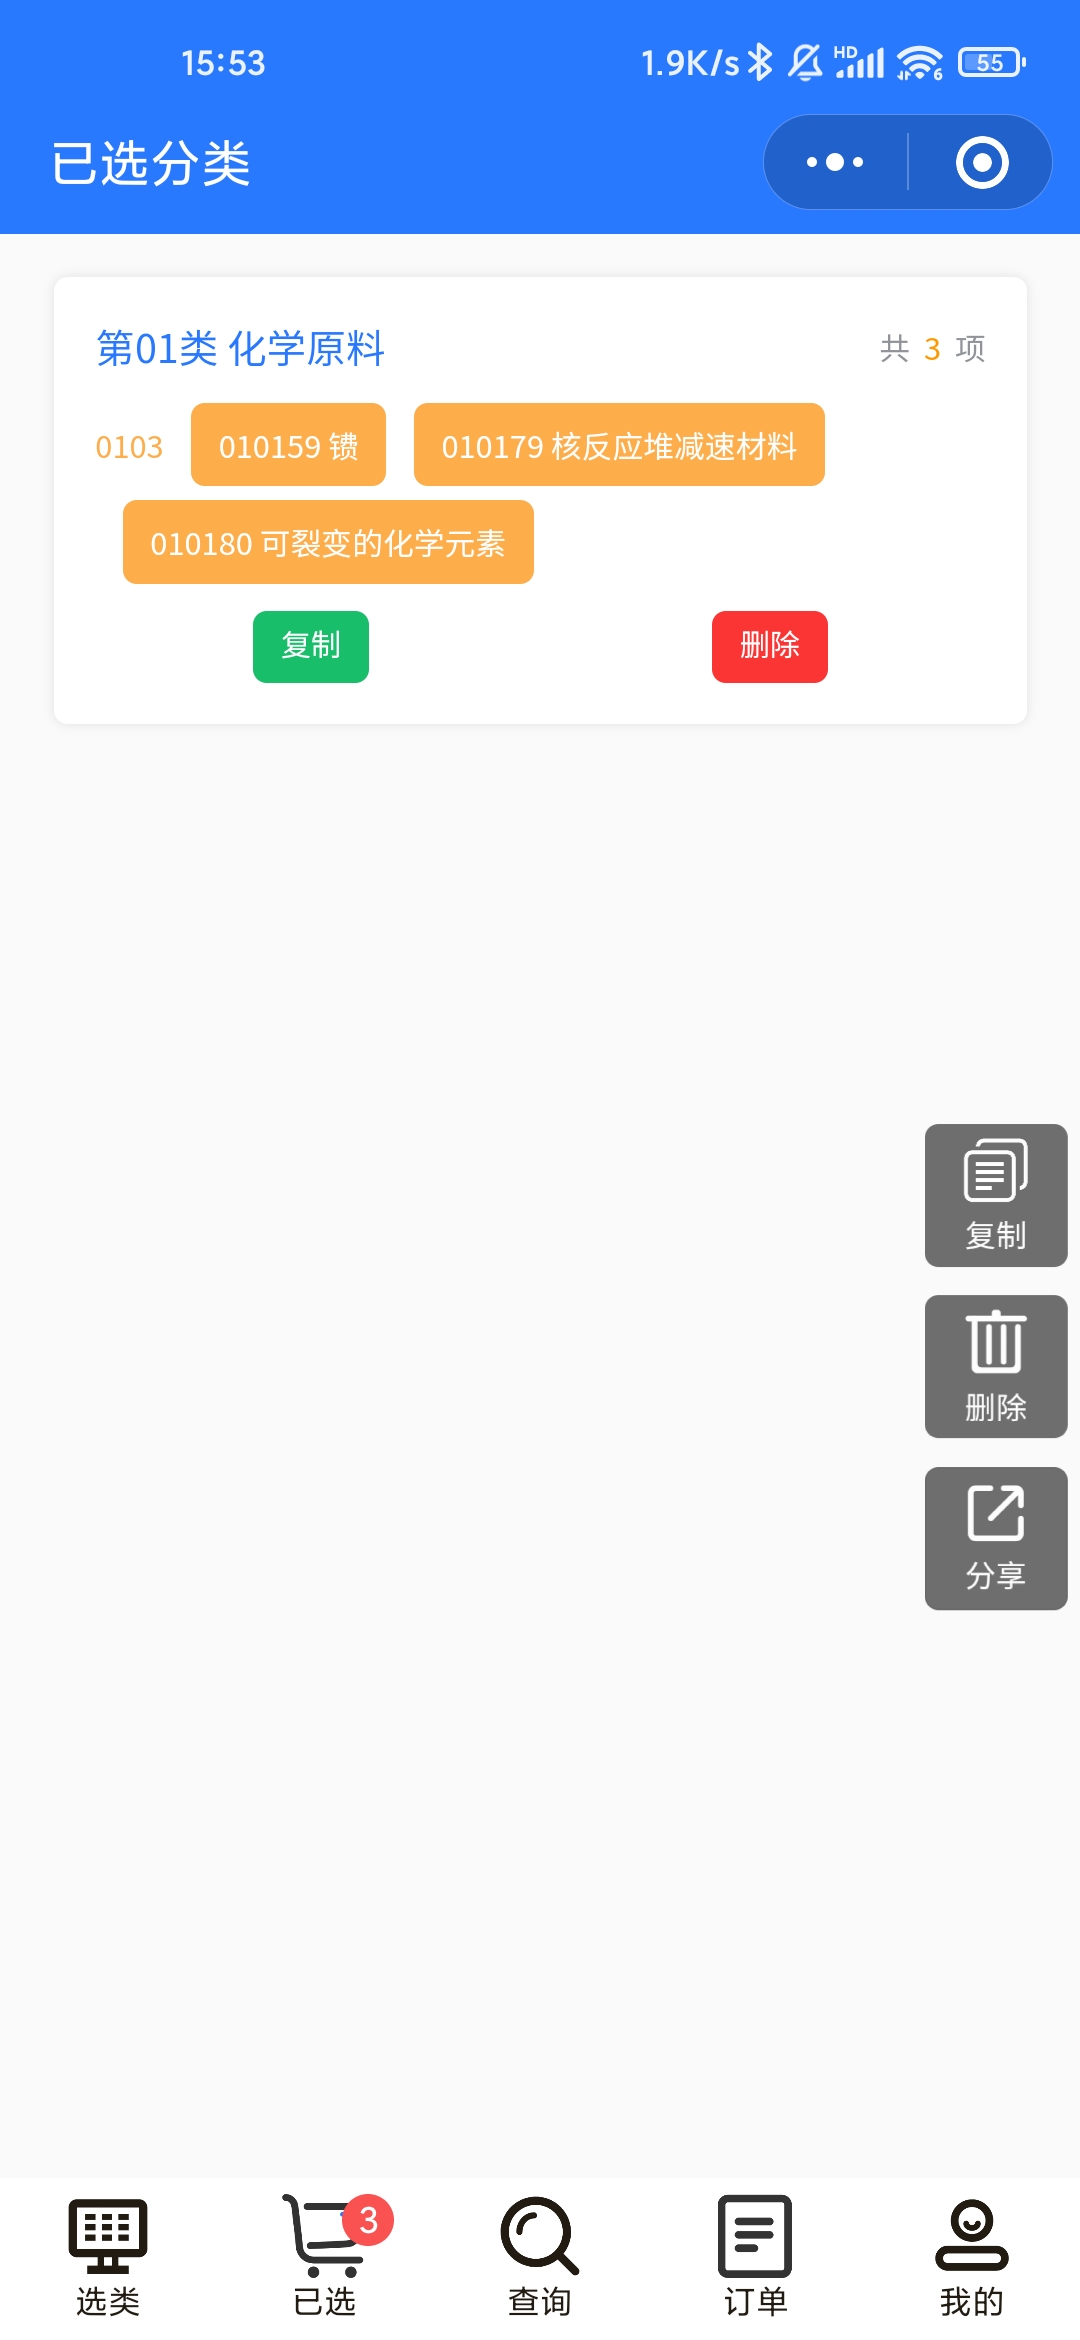 15:53 1.9K/s HD 6 55
已选分类
第01类 化学原料 共 3 项
0103 010159 镄 010179 核反应堆减速材料
010180 可裂变的化学元素
复制 删除
复制
删除
分享
3
选类 已选 查询 订单 我的